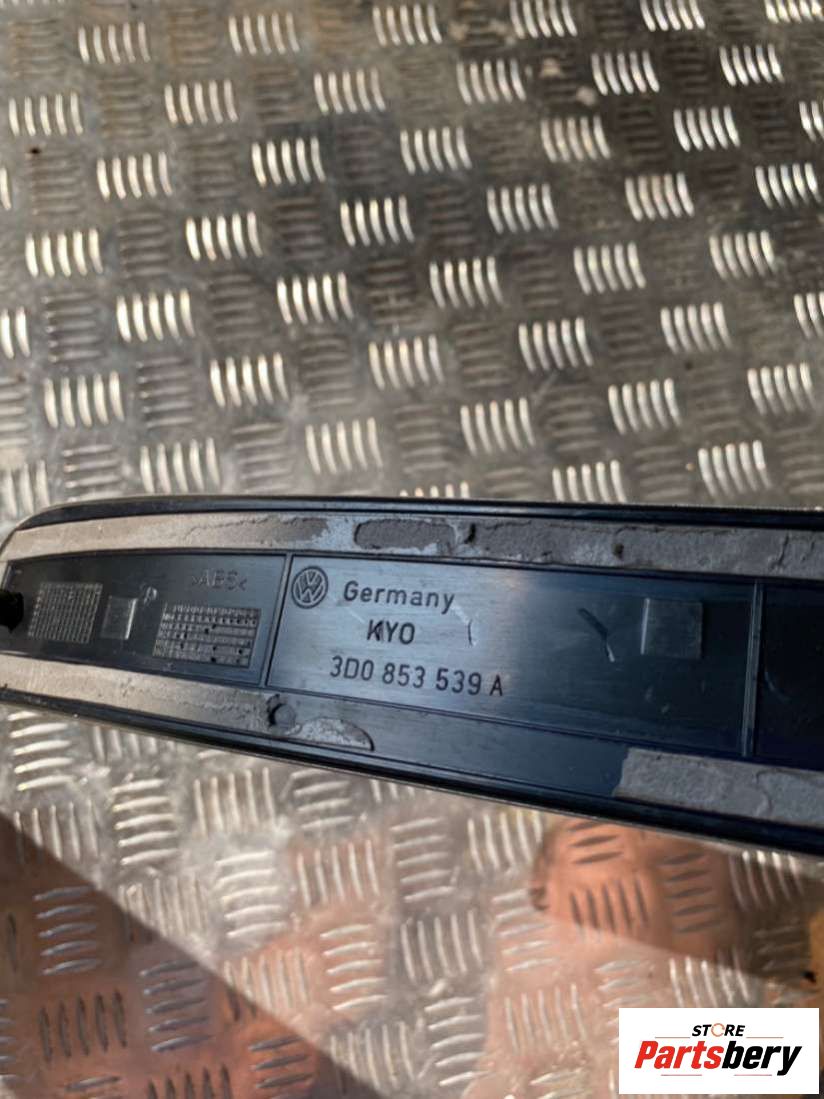 >ABS<
Germany
KYO
3D0 853 539 A
STORE
Partsbery